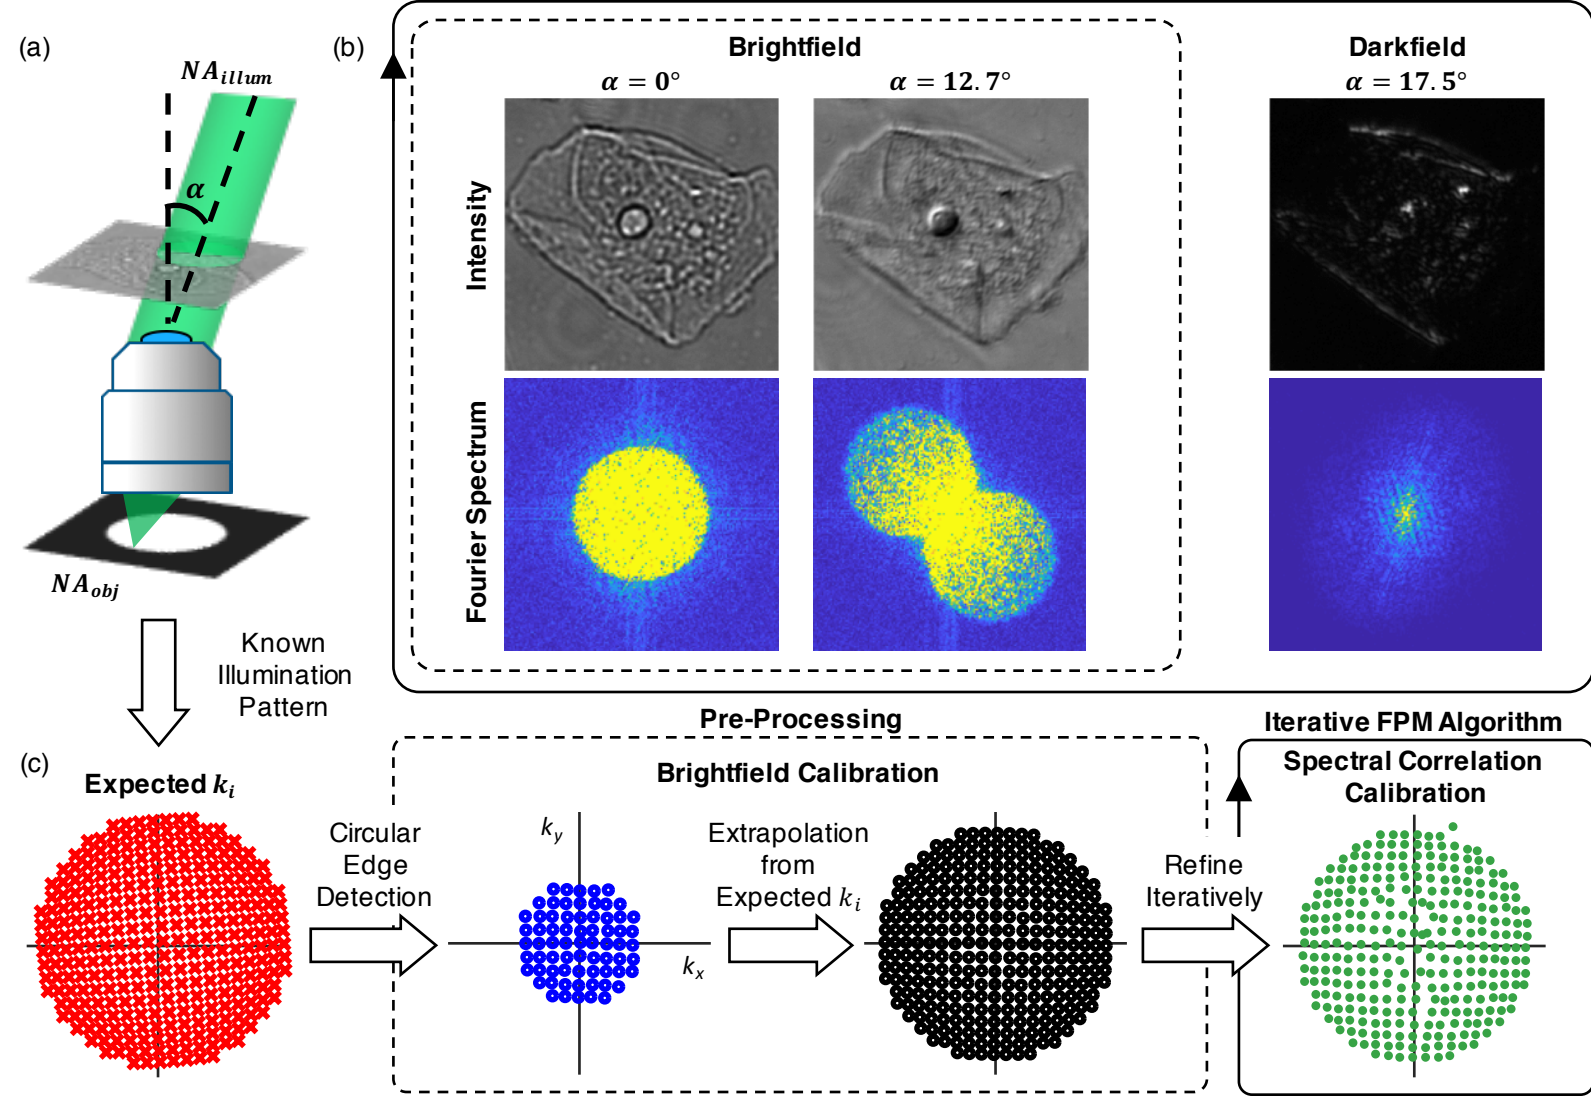 (a)
NA_illum
α
NA_obj
Known
Illumination
Pattern
(b)
Brightfield
α = 0°
α = 12.7°
Darkfield
α = 17.5°
Intensity
Fourier Spectrum
(c)
Expected k_i
Circular
Edge
Detection
Pre-Processing
Brightfield Calibration
k_y
k_x
Extrapolation
from
Expected k_i
Refine
Iteratively
Iterative FPM Algorithm
Spectral Correlation
Calibration